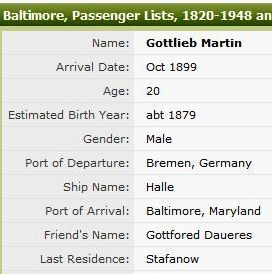 Baltimore, Passenger Lists, 1820-1948 an
Name: Gottlieb Martin
Arrival Date: Oct 1899
Age: 20
Estimated Birth Year: abt 1879
Gender: Male
Port of Departure: Bremen, Germany
Ship Name: Halle
Port of Arrival: Baltimore, Maryland
Friend's Name: Gottfored Daueres
Last Residence: Stafanow